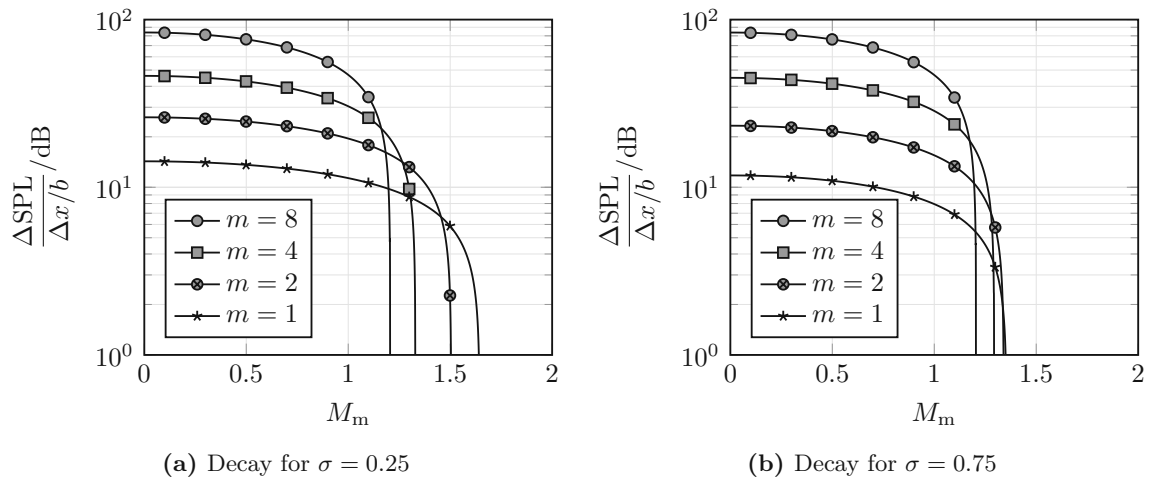 10^2
10^1
10^0
ΔSPL
Δx/b /dB
m = 8
m = 4
m = 2
m = 1
0 0.5 1 1.5 2
M_m
(a) Decay for σ = 0.25
10^2
10^1
10^0
ΔSPL
Δx/b /dB
m = 8
m = 4
m = 2
m = 1
0 0.5 1 1.5 2
M_m
(b) Decay for σ = 0.75